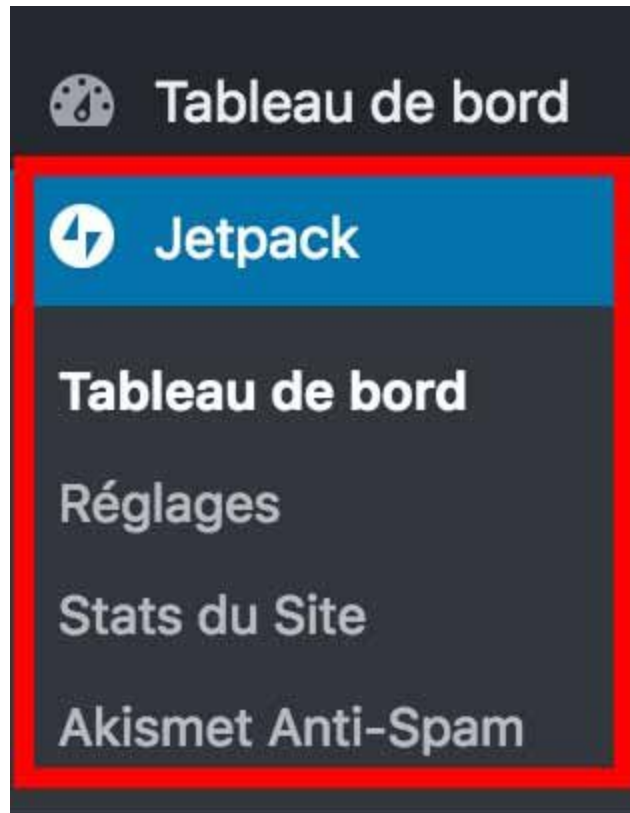 Tableau de bord
Jetpack
Tableau de bord
Réglages
Stats du Site
Akismet Anti-Spam